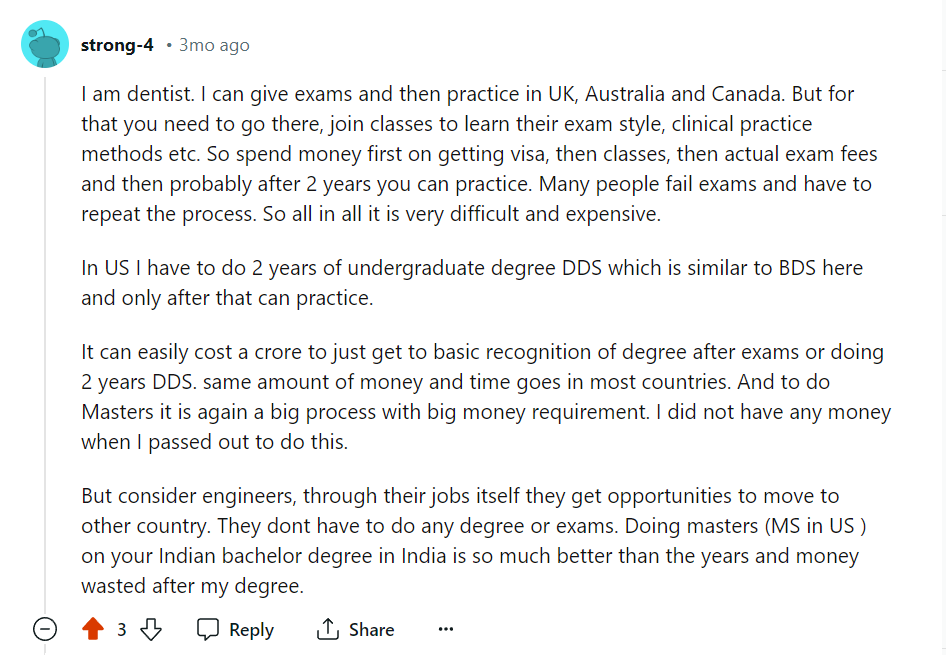 strong-4 • 3mo ago
I am dentist. I can give exams and then practice in UK, Australia and Canada. But for
that you need to go there, join classes to learn their exam style, clinical practice
methods etc. So spend money first on getting visa, then classes, then actual exam fees
and then probably after 2 years you can practice. Many people fail exams and have to
repeat the process. So all in all it is very difficult and expensive.
In US I have to do 2 years of undergraduate degree DDS which is similar to BDS here
and only after that can practice.
It can easily cost a crore to just get to basic recognition of degree after exams or doing
2 years DDS. same amount of money and time goes in most countries. And to do
Masters it is again a big process with big money requirement. I did not have any money
when I passed out to do this.
But consider engineers, through their jobs itself they get opportunities to move to
other country. They dont have to do any degree or exams. Doing masters (MS in US )
on your Indian bachelor degree in India is so much better than the years and money
wasted after my degree.
3 Reply Share ...